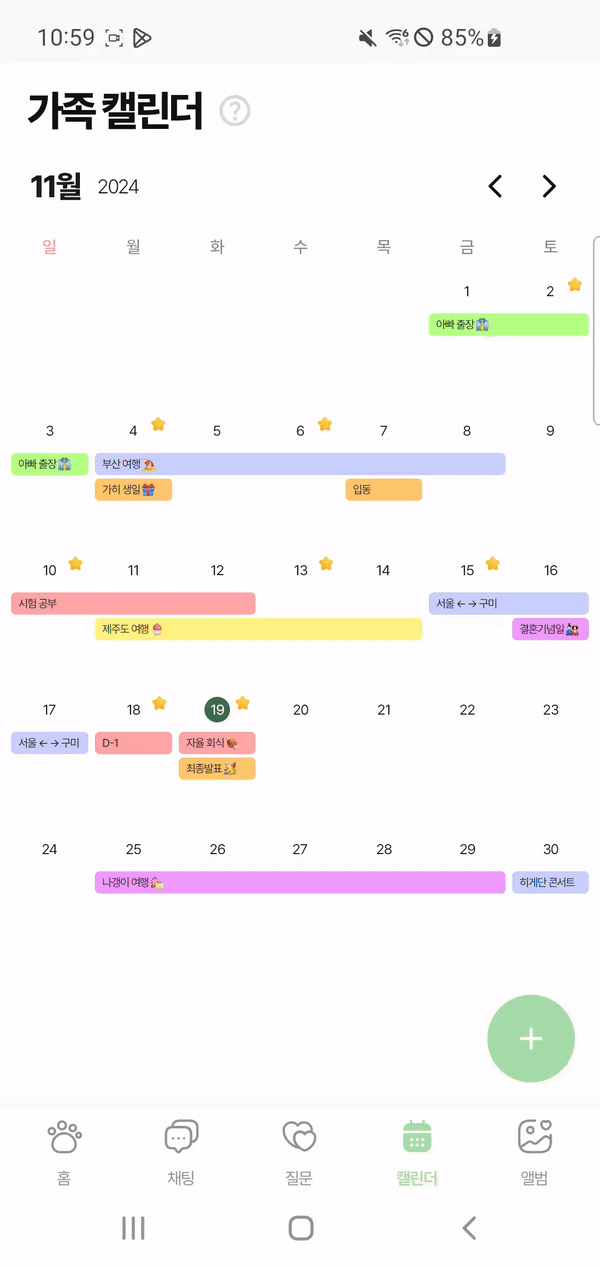 10:59 85%
가족 캘린더 ?
11월 2024
일 월 화 수 목 금 토
1 2
아빠 출장
3 4 5 6 7 8 9
아빠 출장 부산 여행
가히 생일 입동
10 11 12 13 14 15 16
시험 공부 서울 ← → 구미
제주도 여행 결혼기념일
17 18 19 20 21 22 23
서울 ← → 구미 D-1 자율 회식
최종발표
24 25 26 27 28 29 30
나갱이 여행 히게단 콘서트
+
홈 채팅 질문 캘린더 앨범